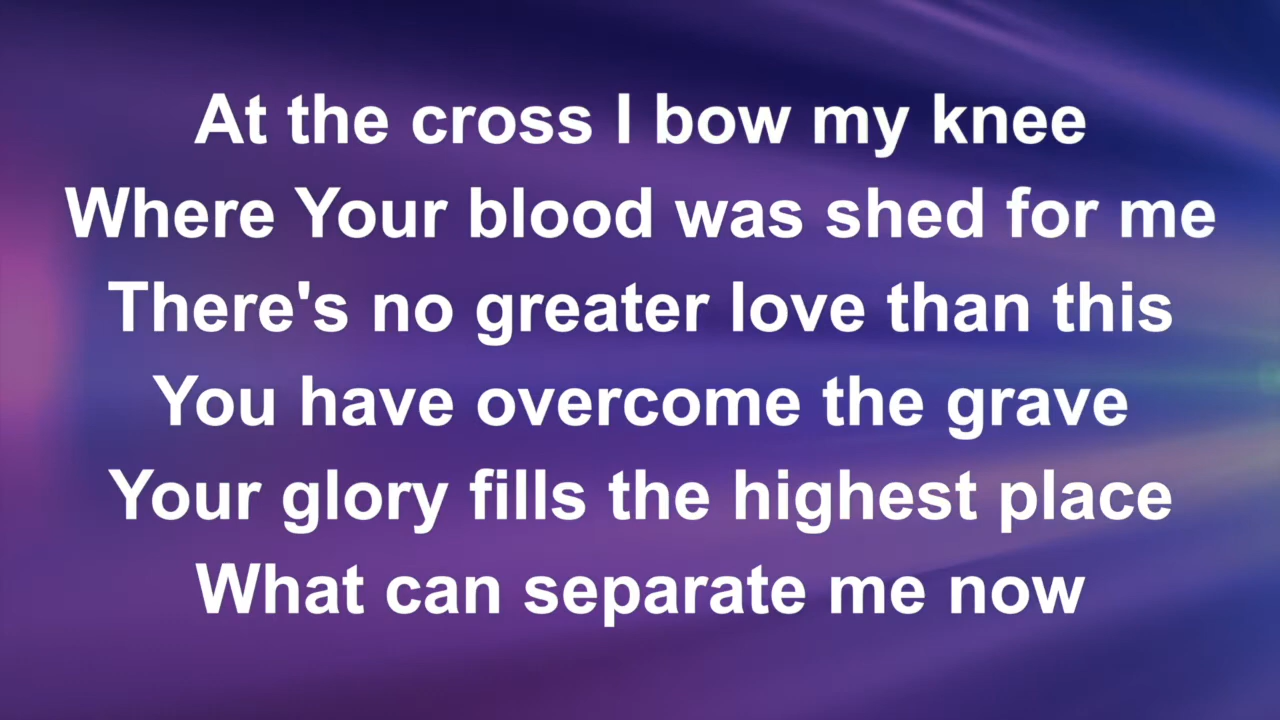 At the cross I bow my knee
Where Your blood was shed for me
There's no greater love than this
You have overcome the grave
Your glory fills the highest place
What can separate me now